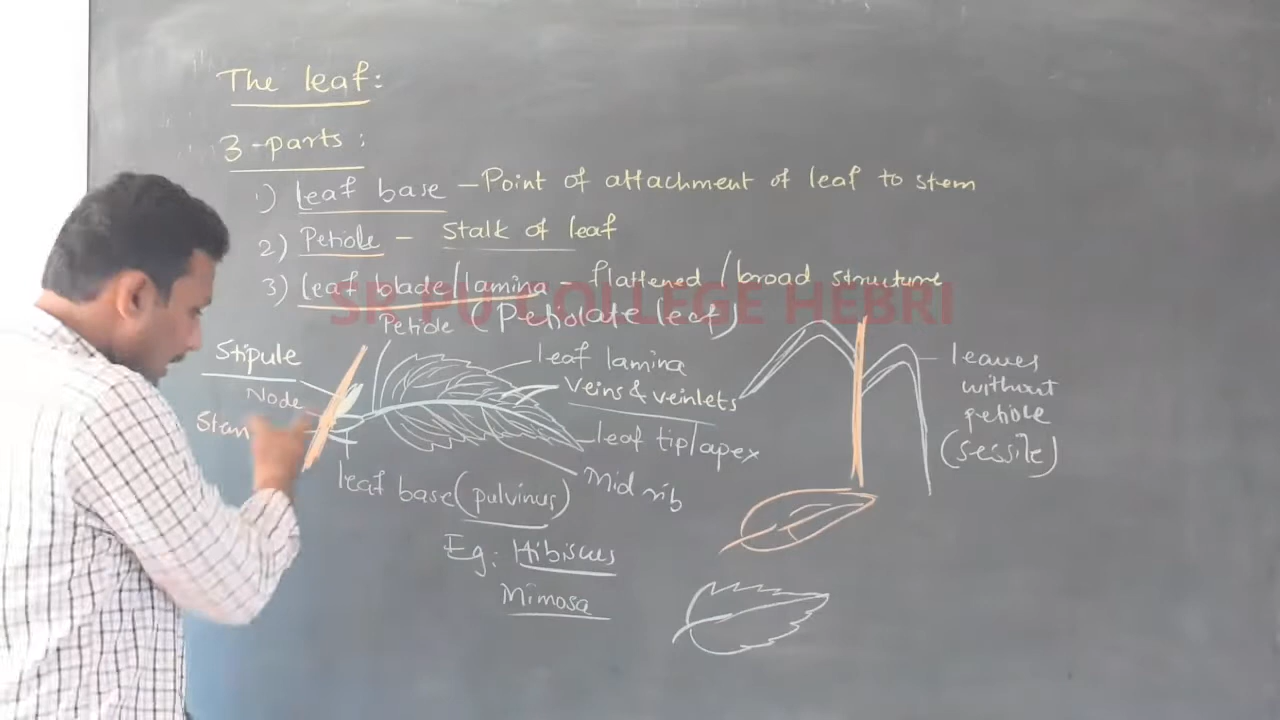 The leaf:
3-parts:
1) Leaf base – Point of attachment of leaf to stem
2) Petiole – Stalk of leaf
3) Leaf blade/lamina – flattened /broad structure
SR PU COLLEGE HEBRI
Petiole (Petiolate leaf)
Stipule
leaf lamina
leaves
without
petiole
(sessile)
Node
Veins & veinlets
leaf tip/apex
Mid rib
leaf base (pulvinus)
Eg: Hibiscus
Mimosa